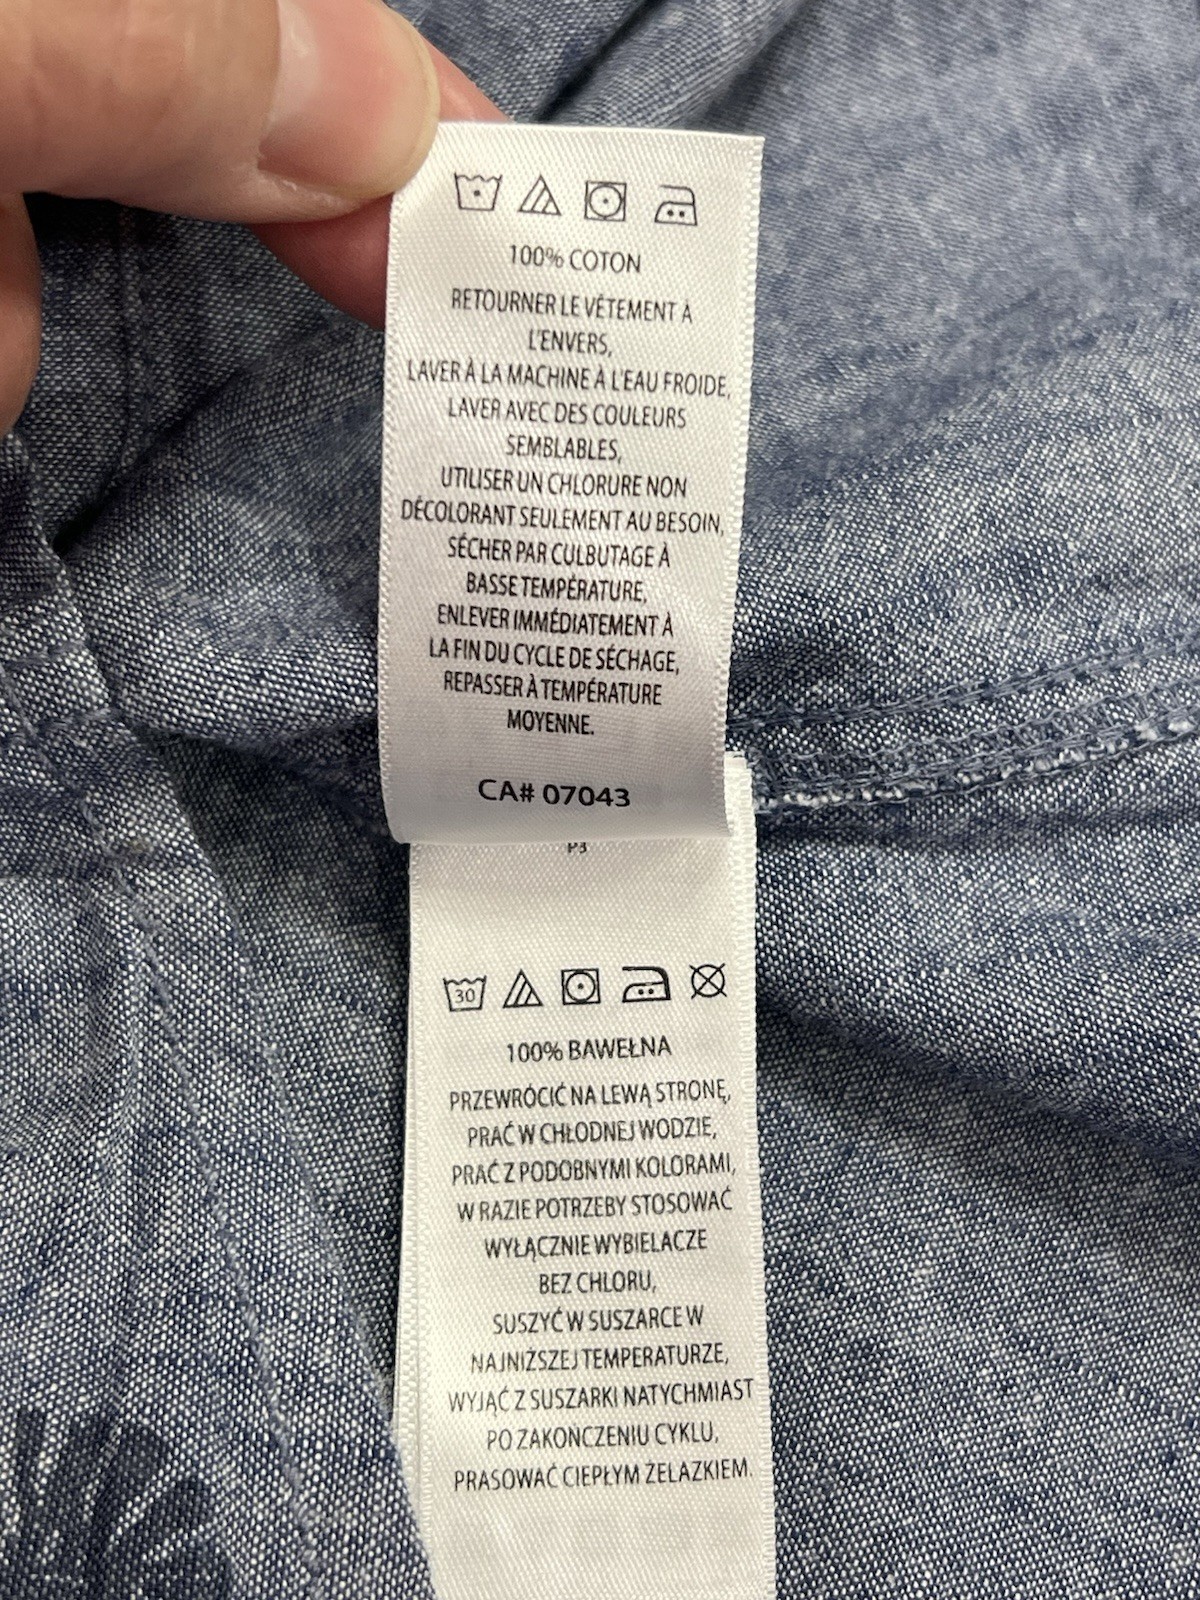 100% COTON
RETOURNER LE VÊTEMENT À
L'ENVERS,
LAVER À LA MACHINE À L'EAU FROIDE,
LAVER AVEC DES COULEURS
SEMBLABLES,
UTILISER UN CHLORURE NON
DÉCOLORANT SEULEMENT AU BESOIN,
SÉCHER PAR CULBUTAGE À
BASSE TEMPÉRATURE,
ENLEVER IMMÉDIATEMENT À
LA FIN DU CYCLE DE SÉCHAGE,
REPASSER À TEMPÉRATURE
MOYENNE.
CA# 07043
P3
30
100% BAWEŁNA
PRZEWRÓCIĆ NA LEWĄ STRONĘ,
PRAĆ W CHŁODNEJ WODZIE,
PRAĆ Z PODOBNYMI KOLORAMI,
W RAZIE POTRZEBY STOSOWAĆ
WYŁĄCZNIE WYBIELACZE
BEZ CHLORU,
SUSZYĆ W SUSZARCE W
NAJNIŻSZEJ TEMPERATURZE,
WYJĄĆ Z SUSZARKI NATYCHMIAST
PO ZAKOŃCZENIU CYKLU,
PRASOWAĆ CIEPŁYM ŻELAZKIEM.